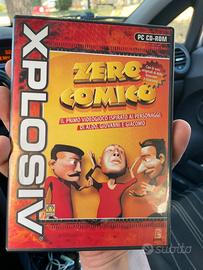 PC CD-ROM
XPLOSIV
ZERO
COMICO
IL PRIMO VIDEOGIOCO ISPIRATO AI PERSONAGGI
DI ALDO, GIOVANNI E GIACOMO
subito